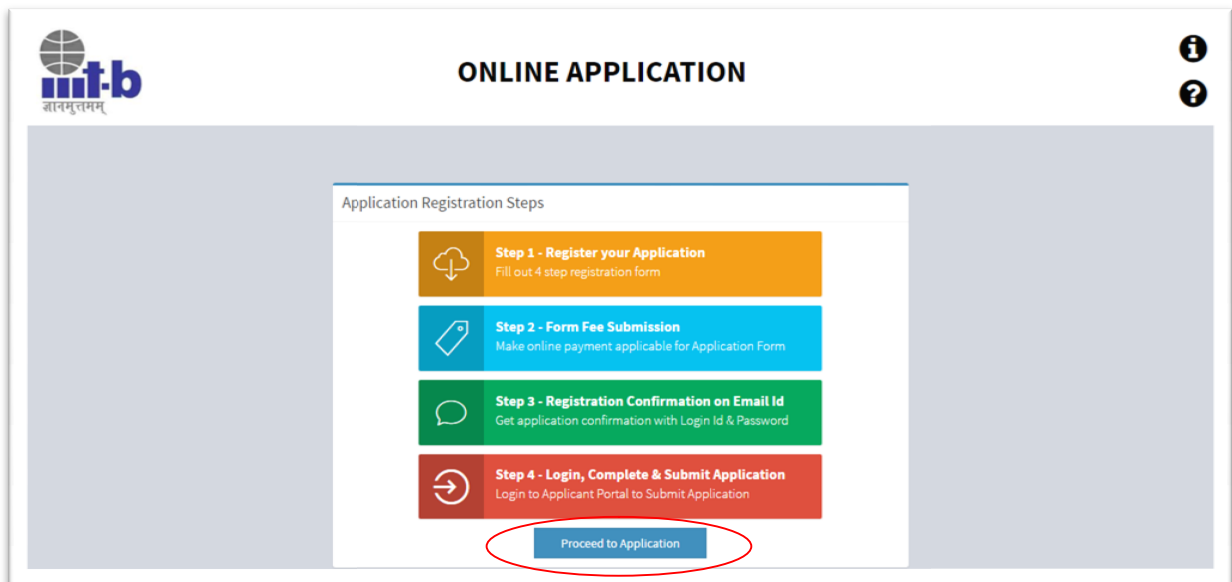 iiit-b
ज्ञानमुत्तमम्
ONLINE APPLICATION
Application Registration Steps
Step 1 - Register your Application
Fill out 4 step registration form
Step 2 - Form Fee Submission
Make online payment applicable for Application Form
Step 3 - Registration Confirmation on Email Id
Get application confirmation with Login Id & Password
Step 4 - Login, Complete & Submit Application
Login to Applicant Portal to Submit Application
Proceed to Application